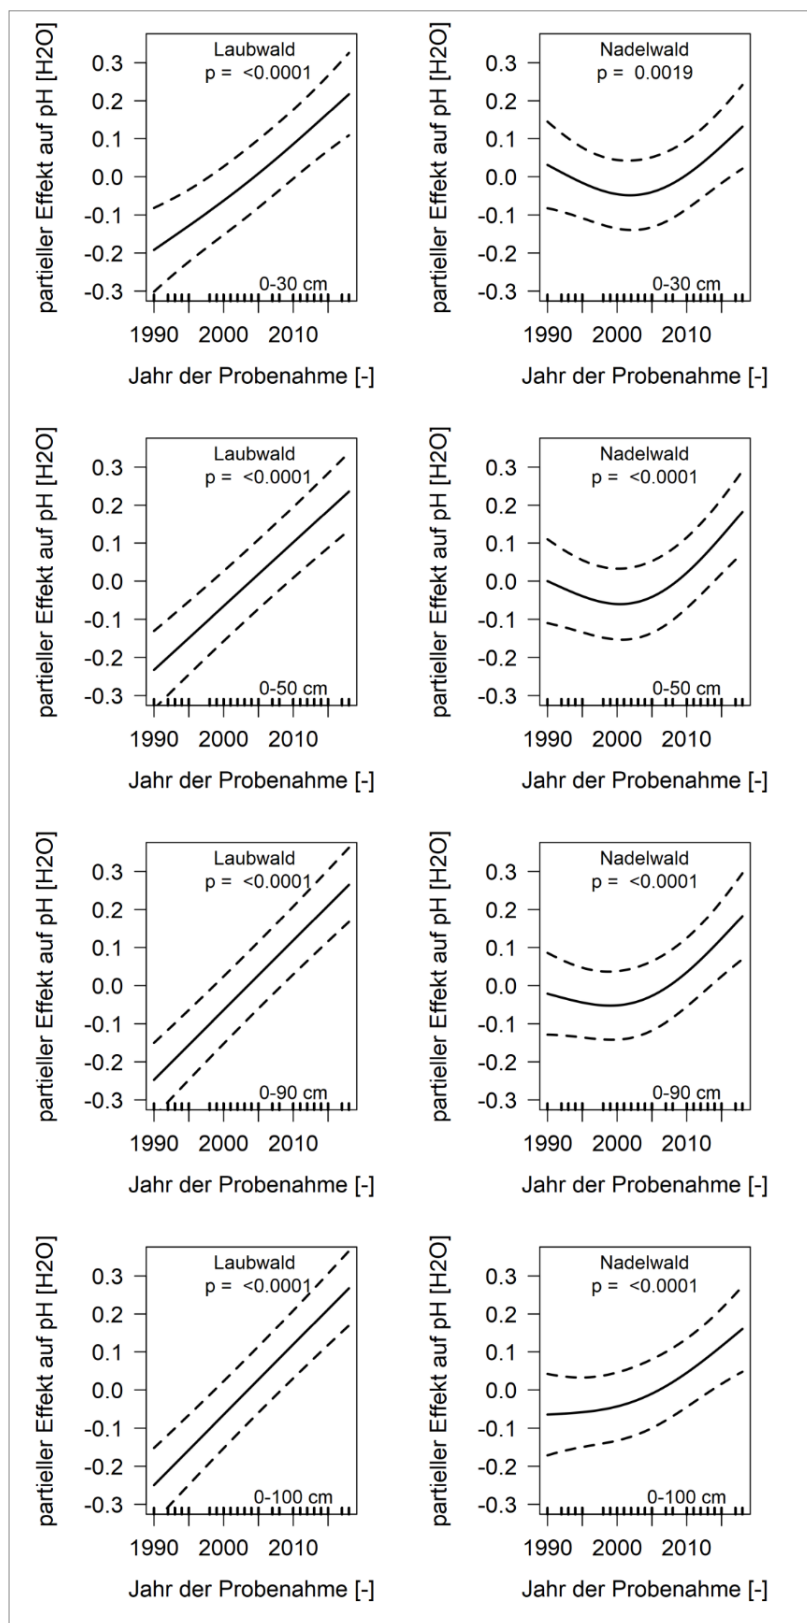 partieller Effekt auf pH [H2O]
Laubwald
p = <0.0001
0.3
0.2
0.1
0.0
-0.1
-0.2
-0.3
0-30 cm
1990 2000 2010
Jahr der Probenahme [-]
partieller Effekt auf pH [H2O]
Nadelwald
p = 0.0019
0.3
0.2
0.1
0.0
-0.1
-0.2
-0.3
0-30 cm
1990 2000 2010
Jahr der Probenahme [-]
partieller Effekt auf pH [H2O]
Laubwald
p = <0.0001
0.3
0.2
0.1
0.0
-0.1
-0.2
-0.3
0-50 cm
1990 2000 2010
Jahr der Probenahme [-]
partieller Effekt auf pH [H2O]
Nadelwald
p = <0.0001
0.3
0.2
0.1
0.0
-0.1
-0.2
-0.3
0-50 cm
1990 2000 2010
Jahr der Probenahme [-]
partieller Effekt auf pH [H2O]
Laubwald
p = <0.0001
0.3
0.2
0.1
0.0
-0.1
-0.2
-0.3
0-90 cm
1990 2000 2010
Jahr der Probenahme [-]
partieller Effekt auf pH [H2O]
Nadelwald
p = <0.0001
0.3
0.2
0.1
0.0
-0.1
-0.2
-0.3
0-90 cm
1990 2000 2010
Jahr der Probenahme [-]
partieller Effekt auf pH [H2O]
Laubwald
p = <0.0001
0.3
0.2
0.1
0.0
-0.1
-0.2
-0.3
0-100 cm
1990 2000 2010
Jahr der Probenahme [-]
partieller Effekt auf pH [H2O]
Nadelwald
p = <0.0001
0.3
0.2
0.1
0.0
-0.1
-0.2
-0.3
0-100 cm
1990 2000 2010
Jahr der Probenahme [-]